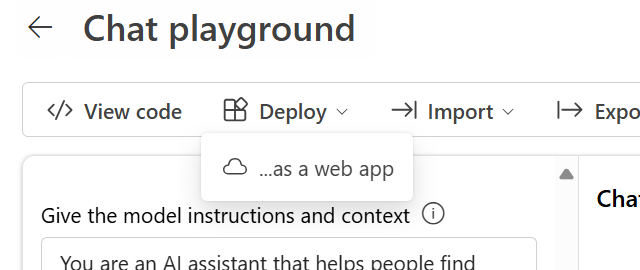 Chat playground
View code Deploy Import Expo
...as a web app
Give the model instructions and context
Cha
You are an AI assistant that helps people find